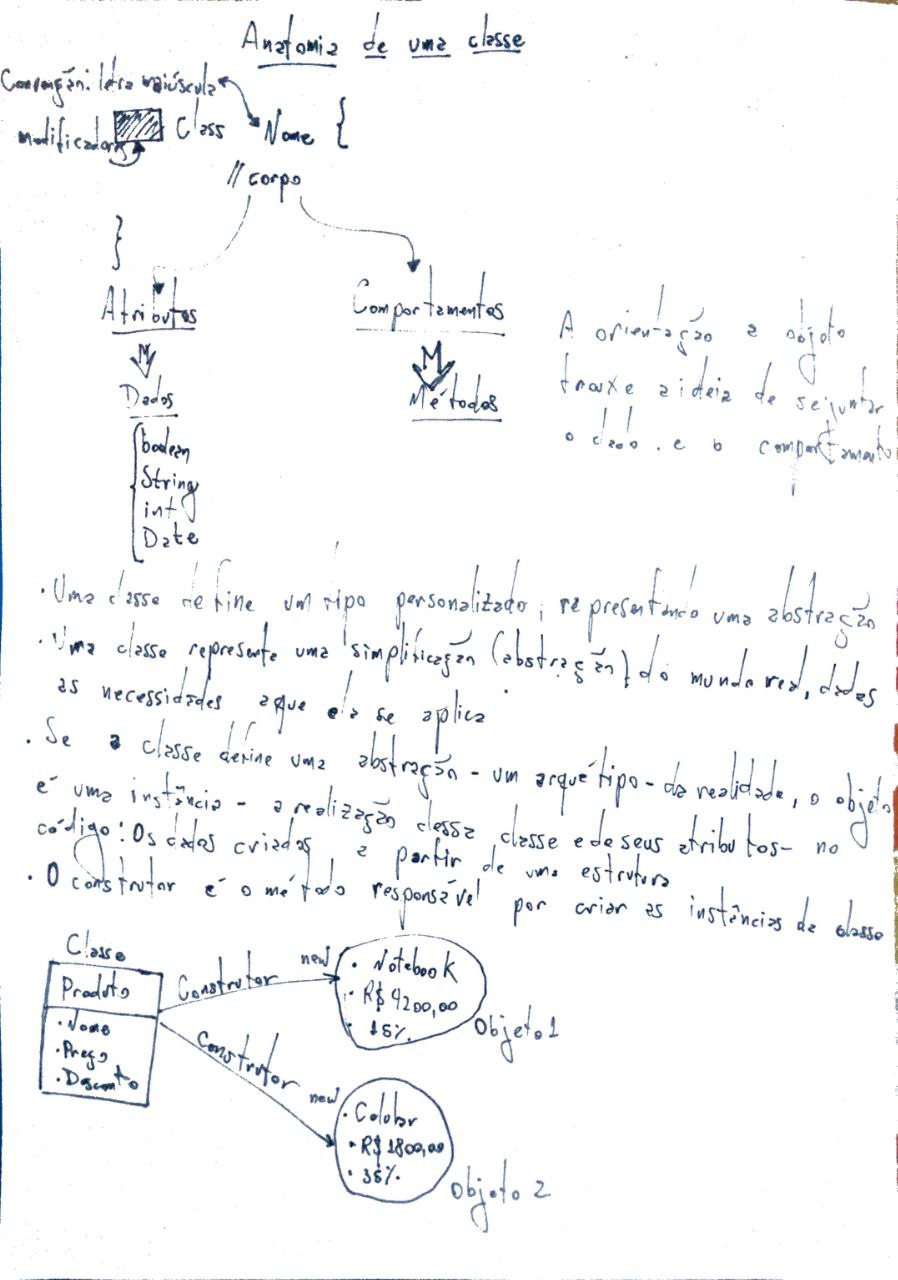 Anatomia de uma classe
Convenção: letra maiúscula
modificadores Class Nome {
// corpo
}
Atributos Comportamentos
Dados Métodos
boolean
String
int
Date
A orientação a objeto
trouxe a ideia de se juntar
o dado e o comportamento
· Uma classe define um tipo personalizado, representando uma abstração
· Uma classe representa uma simplificação (abstração) do mundo real, dadas
as necessidades a que ela se aplica
· Se a classe define uma abstração - um arquétipo - da realidade, o objeto
é uma instância - a realização dessa classe e de seus atributos - no
código: Os dados criados a partir de uma estrutura
· O construtor é o método responsável por criar as instâncias da classe
Classe
Produto
· Nome
· Preço
· Desconto
Construtor new
· Notebook
· R$ 4200,00
· 15%
Objeto 1
Construtor new
· R$ 1800,00
· 35%
Objeto 2